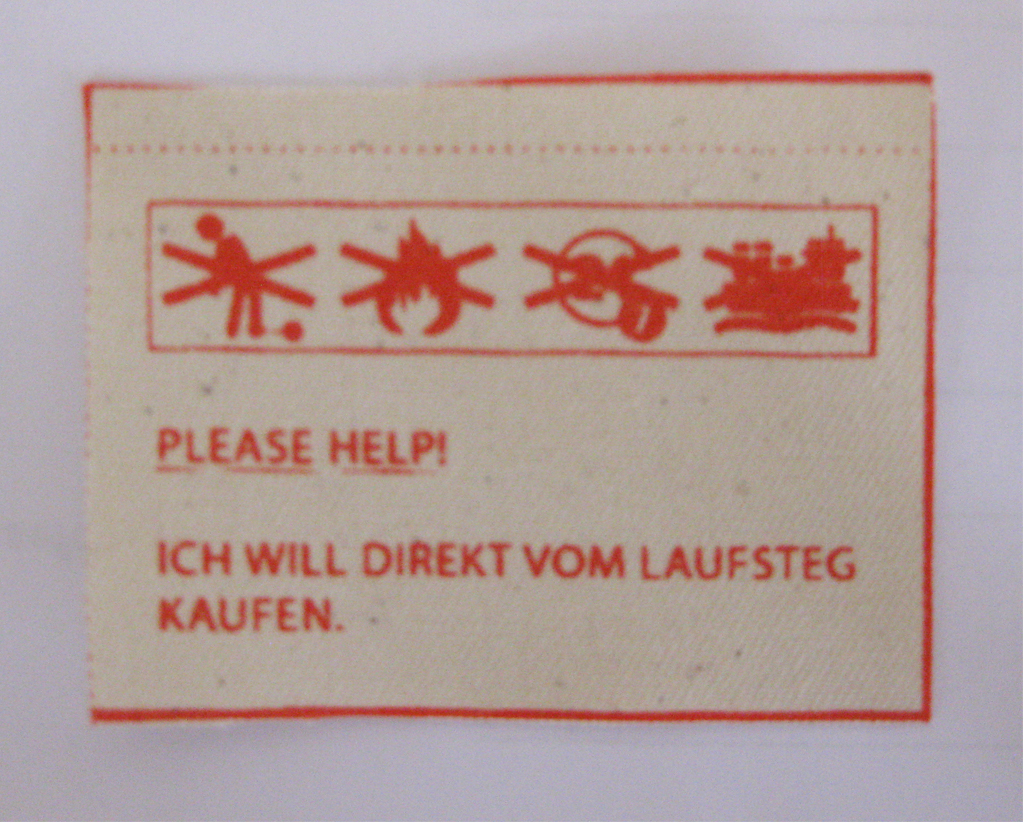 PLEASE HELP!
ICH WILL DIREKT VOM LAUFSTEG
KAUFEN.